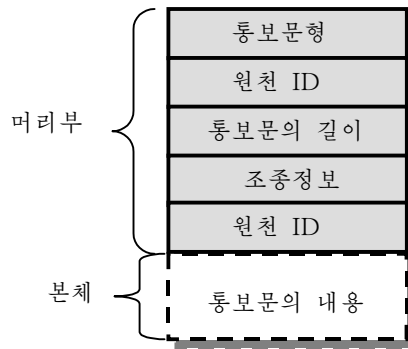 통보문형
원천 ID
머리부
통보문의 길이
조종정보
원천 ID
본체
통보문의 내용